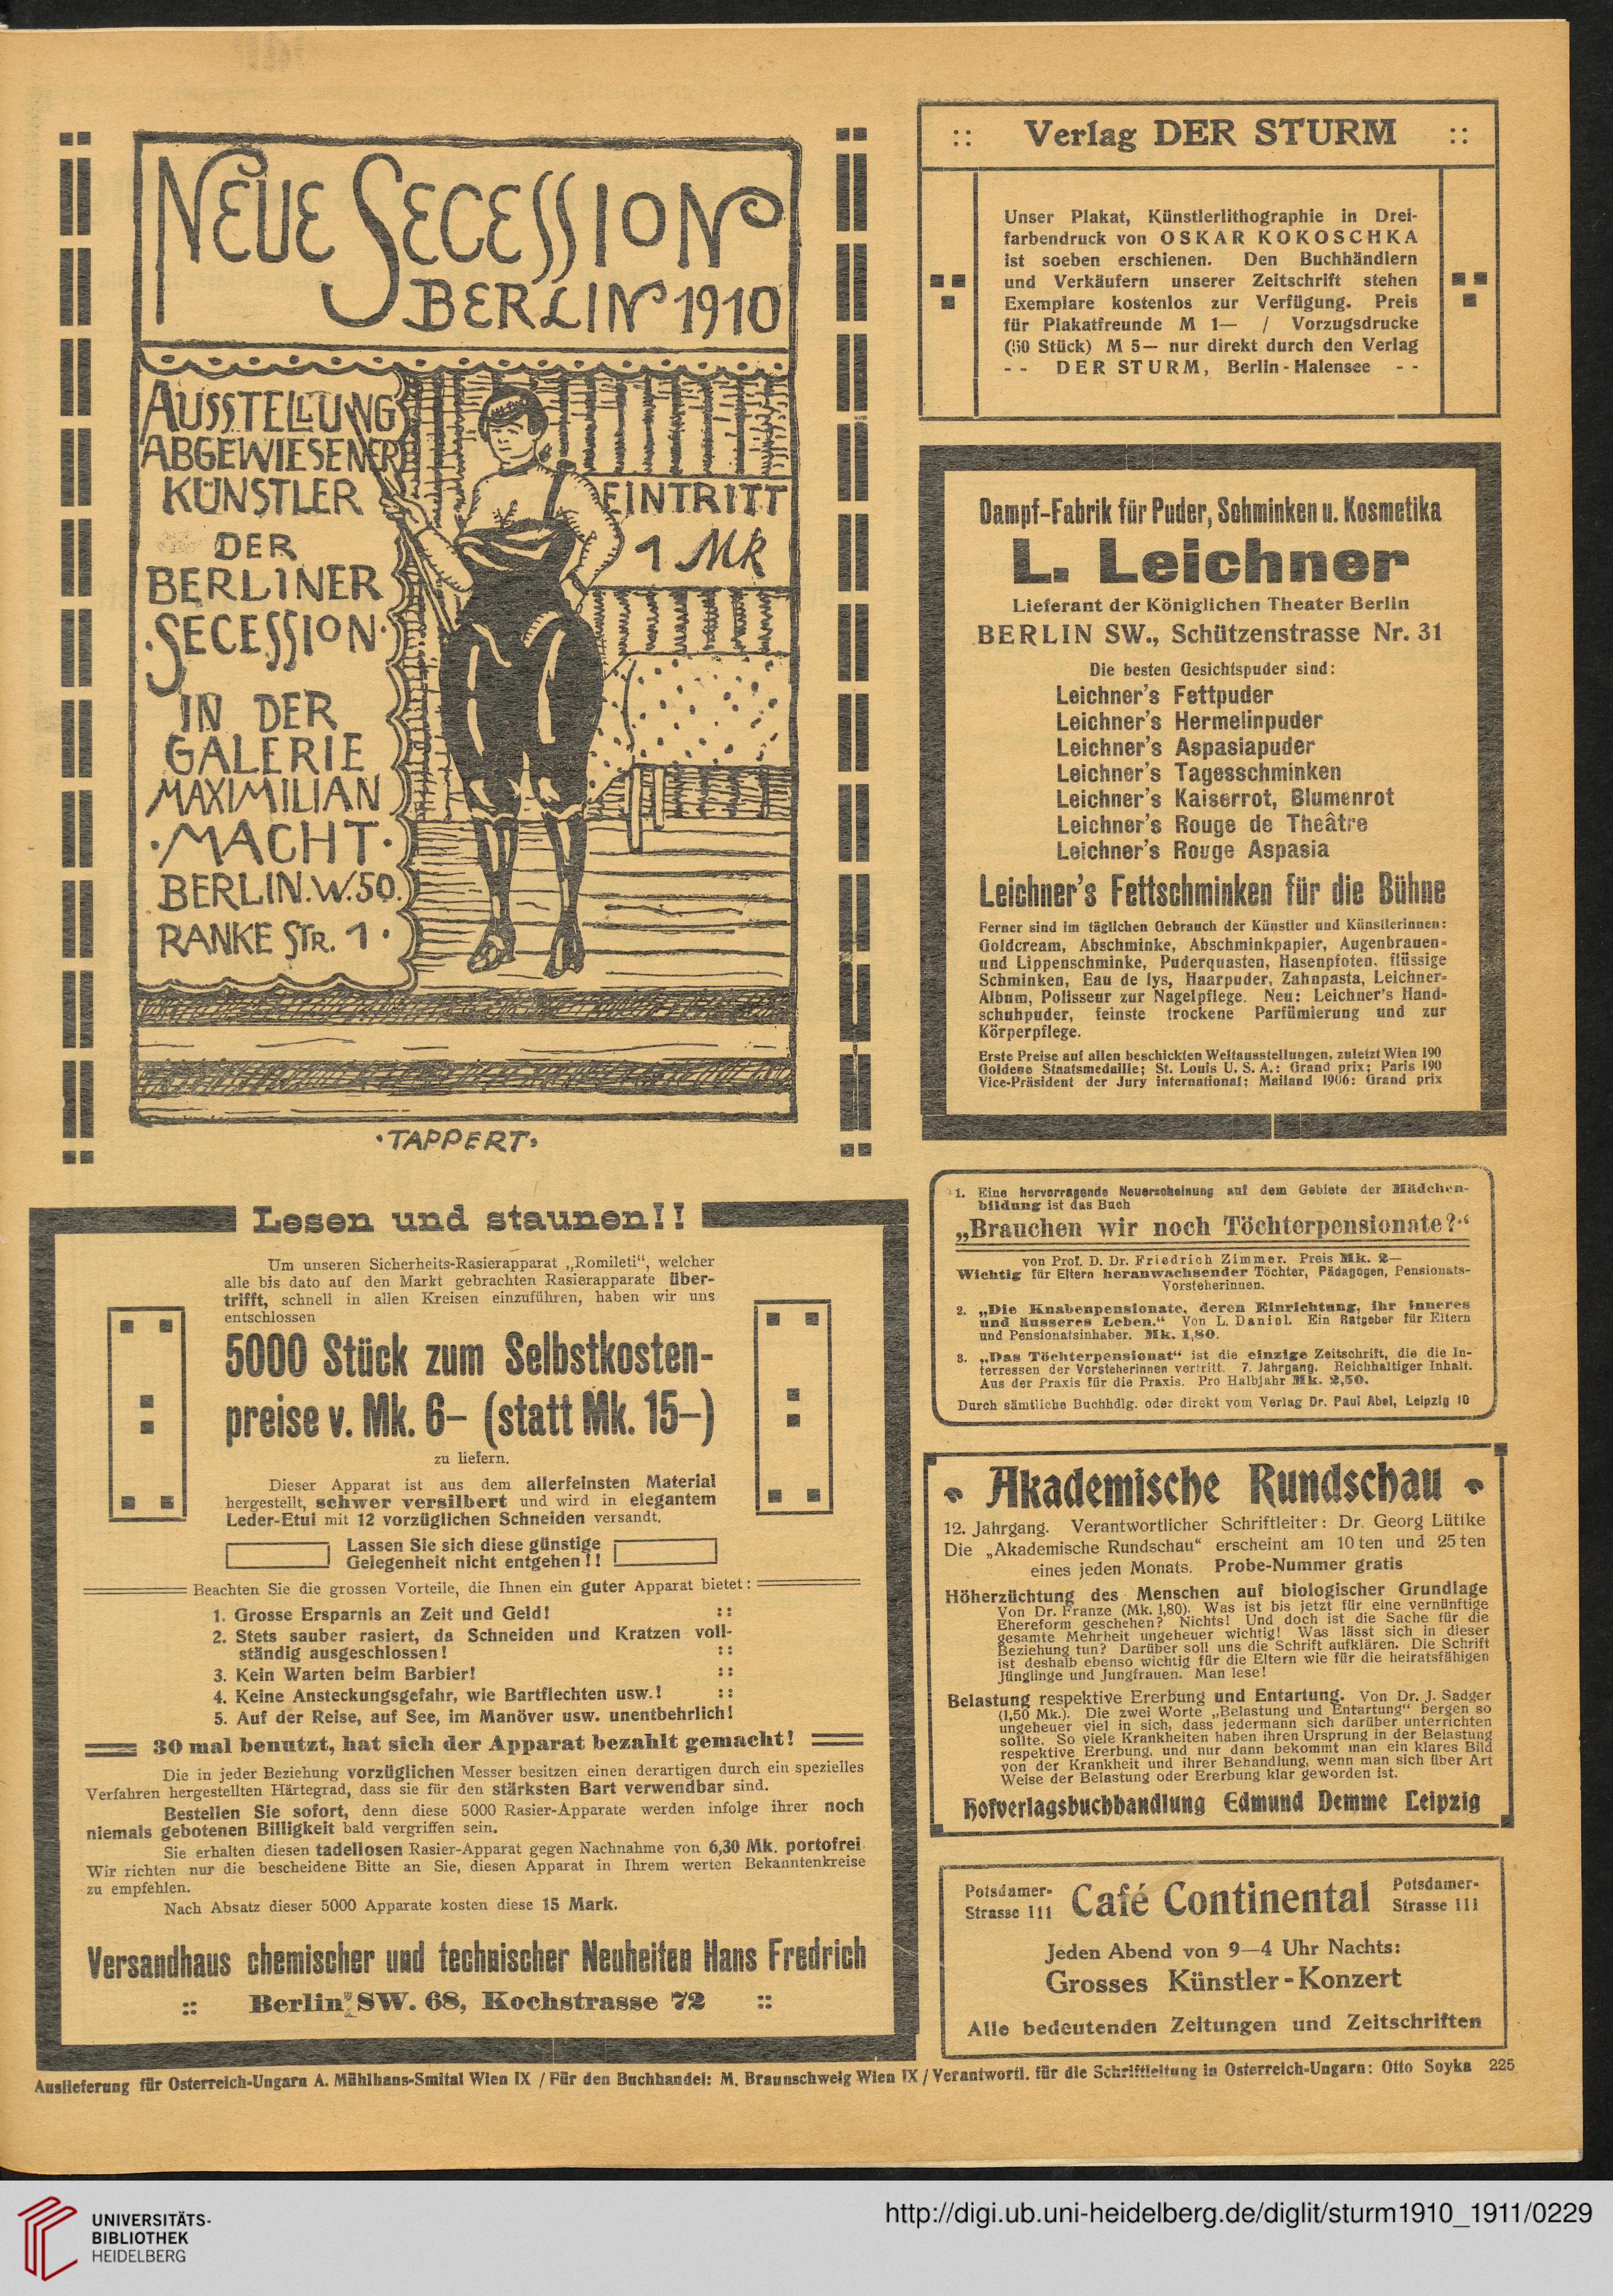 NEUE SECESSION
BERLIN 1910
AUSSTELLUNG
ABGEWIESENER
KÜNSTLER
DER
BERLINER
·SECESSION·
IN DER
GALERIE
MAXIMILIAN
·MACHT·
BERLIN.W.50.
RANKE STR. 1·
EINTRITT
1 MK
·TAPPERT·
Lesen und staunen!!
Um unseren Sicherheits-Rasierapparat „Romileti“, welcher
alle bis dato auf den Markt gebrachten Rasierapparate über-
trifft, schnell in allen Kreisen einzuführen, haben wir uns
entschlossen
5000 Stück zum Selbstkosten-
preise v. Mk. 6– (statt Mk. 15–)
zu liefern.
Dieser Apparat ist aus dem allerfeinsten Material
hergestellt, schwer versilbert und wird in elegantem
Leder-Etui mit 12 vorzüglichen Schneiden versandt.
Lassen Sie sich diese günstige
Gelegenheit nicht entgehen!!
Beachten Sie die grossen Vorteile, die Ihnen ein guter Apparat bietet:
1. Grosse Ersparnis an Zeit und Geld! ::
2. Stets sauber rasiert, da Schneiden und Kratzen voll-
ständig ausgeschlossen! ::
3. Kein Warten beim Barbier! ::
4. Keine Ansteckungsgefahr, wie Bartflechten usw.! ::
5. Auf der Reise, auf See, im Manöver usw. unentbehrlich!
30 mal benutzt, hat sich der Apparat bezahlt gemacht!
Die in jeder Beziehung vorzüglichen Messer besitzen einen derartigen durch ein spezielles
Verfahren hergestellten Härtegrad, dass sie für den stärksten Bart verwendbar sind.
Bestellen Sie sofort, denn diese 5000 Rasier-Apparate werden infolge ihrer noch
niemals gebotenen Billigkeit bald vergriffen sein.
Sie erhalten diesen tadellosen Rasier-Apparat gegen Nachnahme von 6,30 Mk. portofrei.
Wir richten nur die bescheidene Bitte an Sie, diesen Apparat in Ihrem werten Bekanntenkreise
zu empfehlen.
Nach Absatz dieser 5000 Apparate kosten diese 15 Mark.
Versandhaus chemischer und technischer Neuheiten Hans Fredrich
:: Berlin SW. 68, Kochstrasse 72 ::
:: Verlag DER STURM ::
Unser Plakat, Künstlerlithographie in Drei-
farbendruck von OSKAR KOKOSCHKA
ist soeben erschienen. Den Buchhändlern
und Verkäufern unserer Zeitschrift stehen
Exemplare kostenlos zur Verfügung. Preis
für Plakatfreunde M 1— / Vorzugsdrucke
(50 Stück) M 5— nur direkt durch den Verlag
- - DER STURM, Berlin-Halensee - -
Dampf-Fabrik für Puder, Schminken u. Kosmetika
L. Leichner
Lieferant der Königlichen Theater Berlin
BERLIN SW., Schützenstrasse Nr. 31
Die besten Gesichtspuder sind:
Leichner's Fettpuder
Leichner's Hermelinpuder
Leichner's Aspasiapuder
Leichner's Tagesschminken
Leichner's Kaiserrot, Blumenrot
Leichner's Rouge de Theâtre
Leichner's Rouge Aspasia
Leichner's Fettschminken für die Bühne
Ferner sind im täglichen Gebrauch der Künstler und Künstlerinnen:
Goldcream, Abschminke, Abschminkpapier, Augenbrauen-
und Lippenschminke, Puderquasten, Hasenpfoten, flüssige
Schminken, Eau de lys, Haarpuder, Zahnpasta, Leichner-
Album, Polisseur zur Nagelpflege. Neu: Leichner's Hand-
schuhpuder, feinste trockene Parfümierung und zur
Körperpflege.
Erste Preise auf allen beschickten Weltausstellungen, zuletzt Wien 190
Goldene Staatsmedaille; St. Louis U. S. A.: Grand prix; Paris 190
Vice-Präsident der Jury international; Mailand 1906: Grand prix
1. Eine hervorragende Neuerscheinung auf dem Gebiete der Mädchen-
bildung ist das Buch
„Brauchen wir noch Töchterpensionate?“
von Prof. D. Dr. Friedrich Zimmer. Preis Mk. 2—
Wichtig für Eltern heranwachsender Töchter, Pädagogen, Pensionats-
Vorsteherinnen.
2. „Die Knabenpensionate, deren Einrichtung, ihr inneres
und äusseres Leben.“ Von L. Daniel. Ein Ratgeber für Eltern
und Pensionatsinhaber. Mk. 1,80.
3. „Das Töchterpensionat“ ist die einzige Zeitschrift, die die In-
terressen der Vorsteherinnen vertritt. 7. Jahrgang. Reichhaltiger Inhalt.
Aus der Praxis für die Praxis. Pro Halbjahr Mk. 2,50.
Durch sämtliche Buchhdlg. oder direkt vom Verlag Dr. Paul Abel, Leipzig 10
Akademische Rundschau
12. Jahrgang. Verantwortlicher Schriftleiter: Dr. Georg Lüttke
Die „Akademische Rundschau“ erscheint am 10 ten und 25 ten
eines jeden Monats. Probe-Nummer gratis
Höherzüchtung des Menschen auf biologischer Grundlage
Von Dr. Franze (Mk. 1,80). Was ist bis jetzt für eine vernünftige
Ehereform geschehen? Nichts! Und doch ist die Sache für die
gesamte Mehrheit ungeheuer wichtig! Was lässt sich in dieser
Beziehung tun? Darüber soll uns die Schrift aufklären. Die Schrift
ist deshalb ebenso wichtig für die Eltern wie für die heiratsfähigen
Jünglinge und Jungfrauen. Man lese!
Belastung respektive Ererbung und Entartung. Von Dr. J. Sadger
(1,50 Mk.). Die zwei Worte „Belastung und Entartung“ bergen so
ungeheuer viel in sich, dass jedermann sich darüber unterrichten
sollte. So viele Krankheiten haben ihren Ursprung in der Belastung
respektive Ererbung, und nur dann bekommt man ein klares Bild
von der Krankheit und ihrer Behandlung, wenn man sich über Art
Weise der Belastung oder Ererbung klar geworden ist.
Hofverlagsbuchhandlung Edmund Demme Leipzig
Potsdamer-
Strasse 111
Café Continental
Potsdamer-
Strasse 111
Jeden Abend von 9—4 Uhr Nachts:
Grosses Künstler-Konzert
Alle bedeutenden Zeitungen und Zeitschriften
Auslieferung für Osterreich-Ungarn A. Mühlhans-Smital Wien IX / Für den Buchhandel: M. Braunschweig Wien IX / Verantwortl. für die Schriftleitung in Osterreich-Ungarn: Otto Soyka 225
UNIVERSITÄTS-
BIBLIOTHEK
HEIDELBERG
http://digi.ub.uni-heidelberg.de/diglit/sturm1910_1911/0229